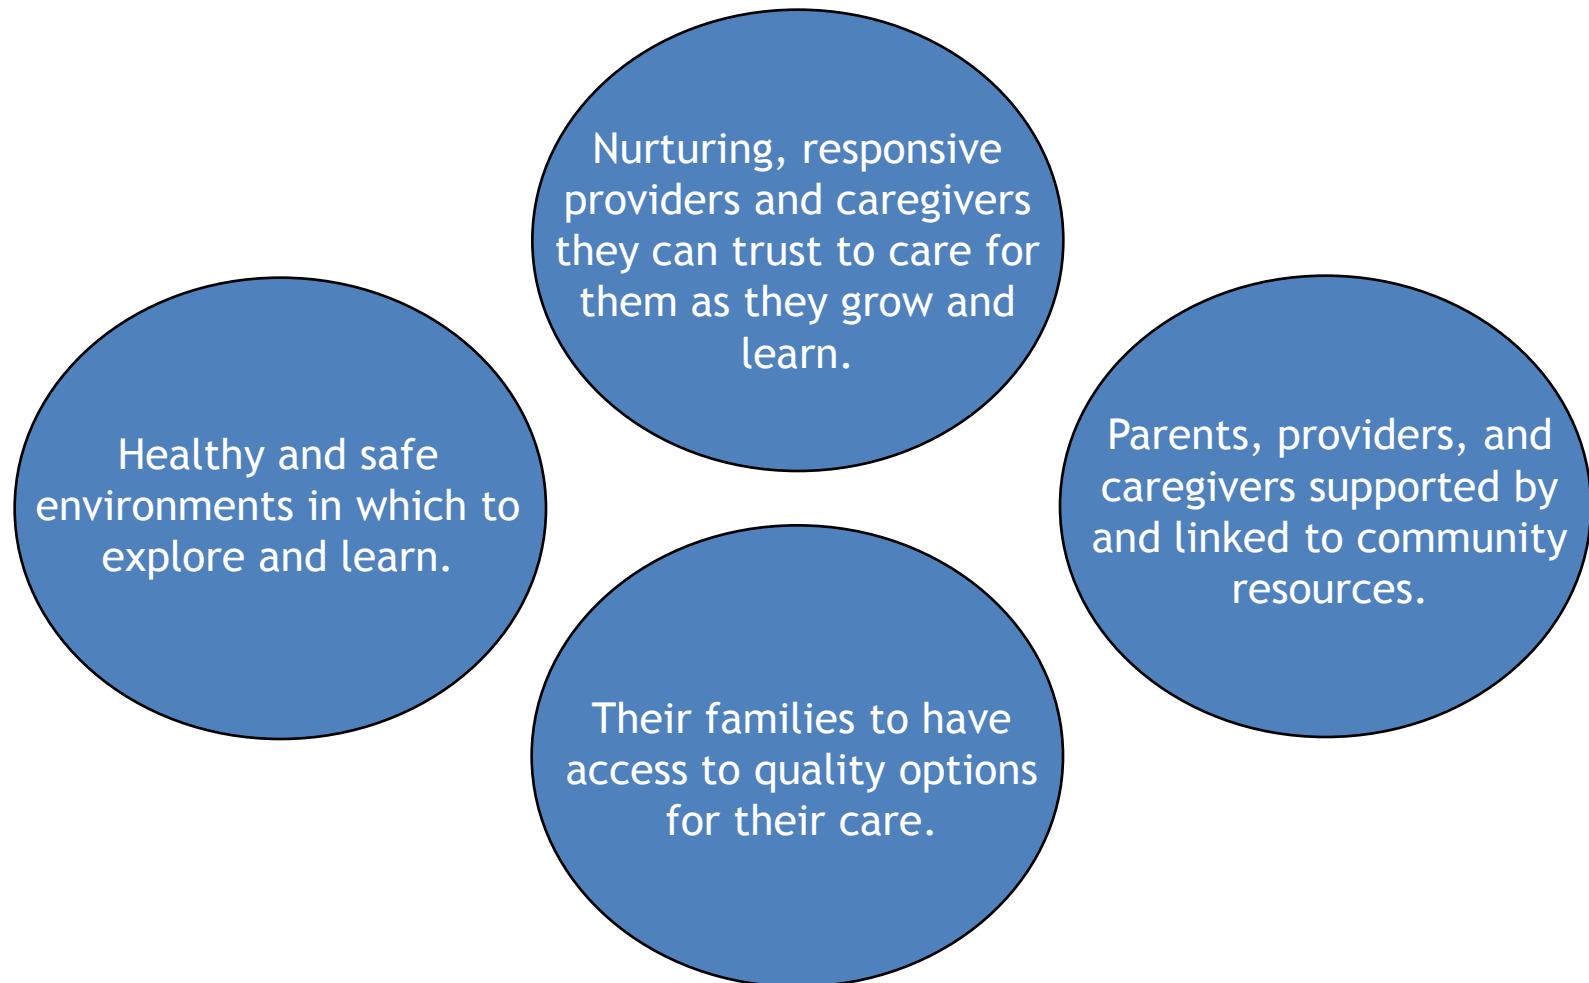 Nurturing, responsive
providers and caregivers
they can trust to care for
them as they grow and
learn.
Healthy and safe
environments in which to
explore and learn.
Parents, providers, and
caregivers supported by
and linked to community
resources.
Their families to have
access to quality options
for their care.